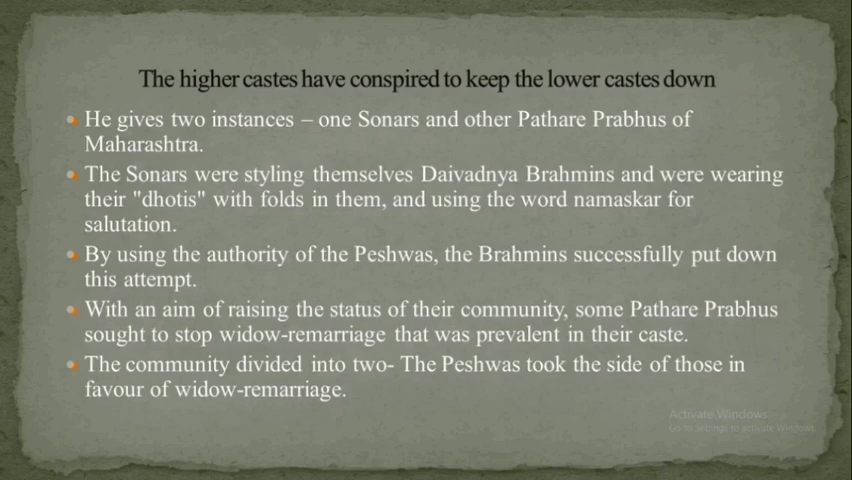 The higher castes have conspired to keep the lower castes down
• He gives two instances – one Sonars and other Pathare Prabhus of
Maharashtra.
• The Sonars were styling themselves Daivadnya Brahmins and were wearing
their "dhotis" with folds in them, and using the word namaskar for
salutation.
• By using the authority of the Peshwas, the Brahmins successfully put down
this attempt.
• With an aim of raising the status of their community, some Pathare Prabhus
sought to stop widow-remarriage that was prevalent in their caste.
• The community divided into two- The Peshwas took the side of those in
favour of widow-remarriage.
Activate Windows
Go to Settings to activate Windows.